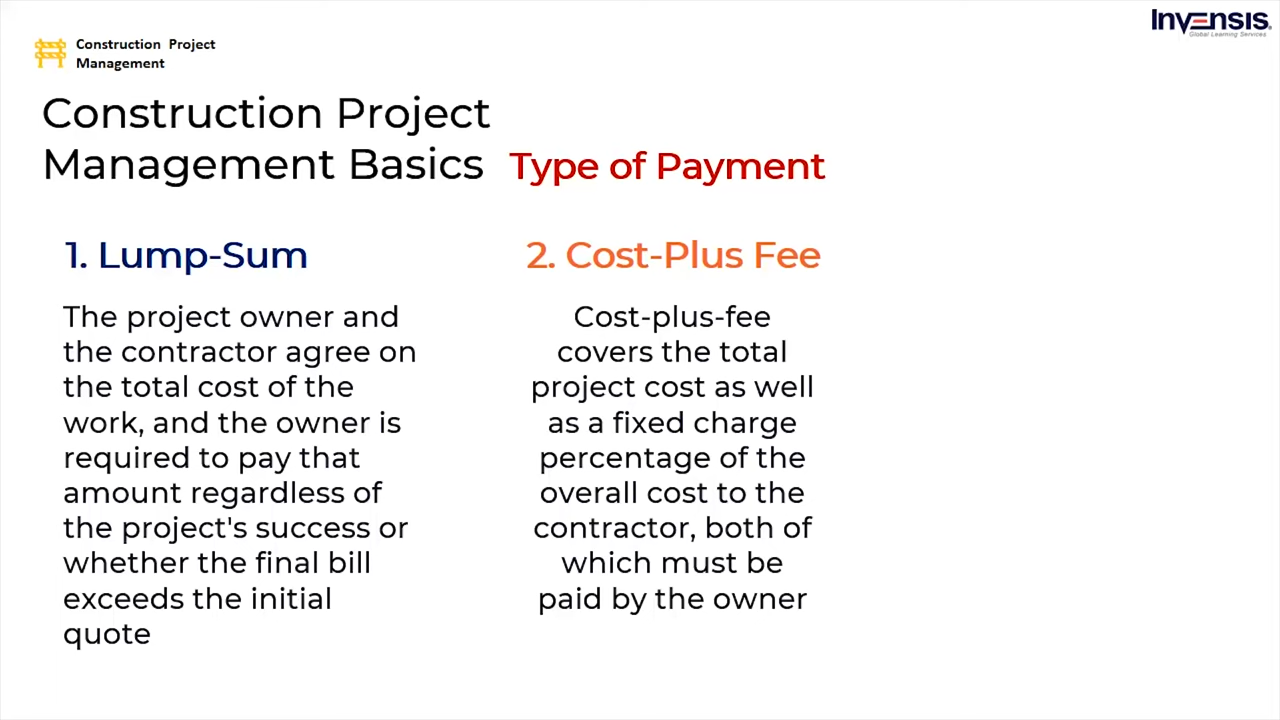 Invensis
Global Learning Services
Construction Project
Management
Construction Project
Management Basics
Type of Payment
1. Lump-Sum
The project owner and
the contractor agree on
the total cost of the
work, and the owner is
required to pay that
amount regardless of
the project's success or
whether the final bill
exceeds the initial
quote
2. Cost-Plus Fee
Cost-plus-fee
covers the total
project cost as well
as a fixed charge
percentage of the
overall cost to the
contractor, both of
which must be
paid by the owner